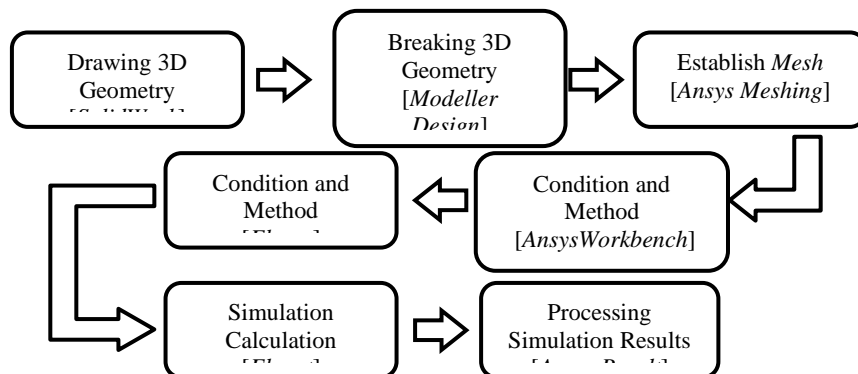 Drawing 3D
Geometry
Breaking 3D
Geometry
[Modeller
Design]
Establish Mesh
[Ansys Meshing]
Condition and
Method
[AnsysWorkbench]
Condition and
Method
Simulation
Calculation
Processing
Simulation Results